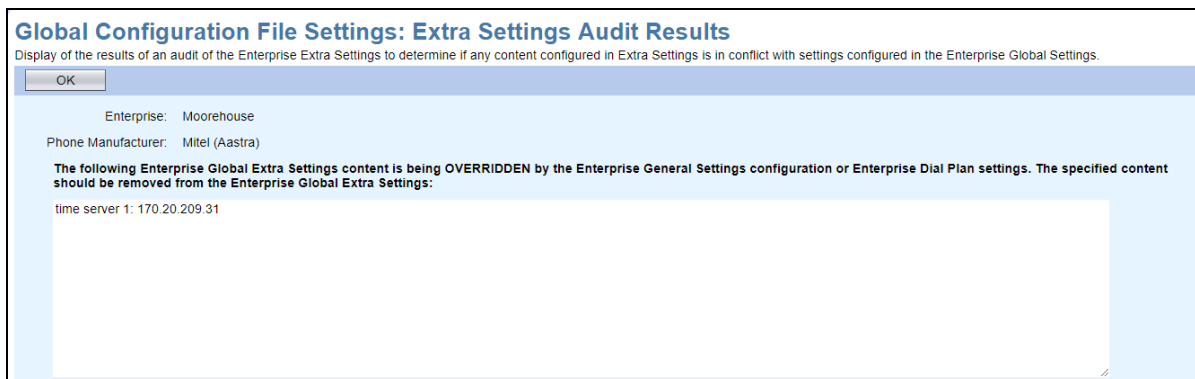 Global Configuration File Settings: Extra Settings Audit Results
Display of the results of an audit of the Enterprise Extra Settings to determine if any content configured in Extra Settings is in conflict with settings configured in the Enterprise Global Settings.
OK
Enterprise: Moorehouse
Phone Manufacturer: Mitel (Aastra)
The following Enterprise Global Extra Settings content is being OVERRIDDEN by the Enterprise General Settings configuration or Enterprise Dial Plan settings. The specified content
should be removed from the Enterprise Global Extra Settings:
time server 1: 170.20.209.31